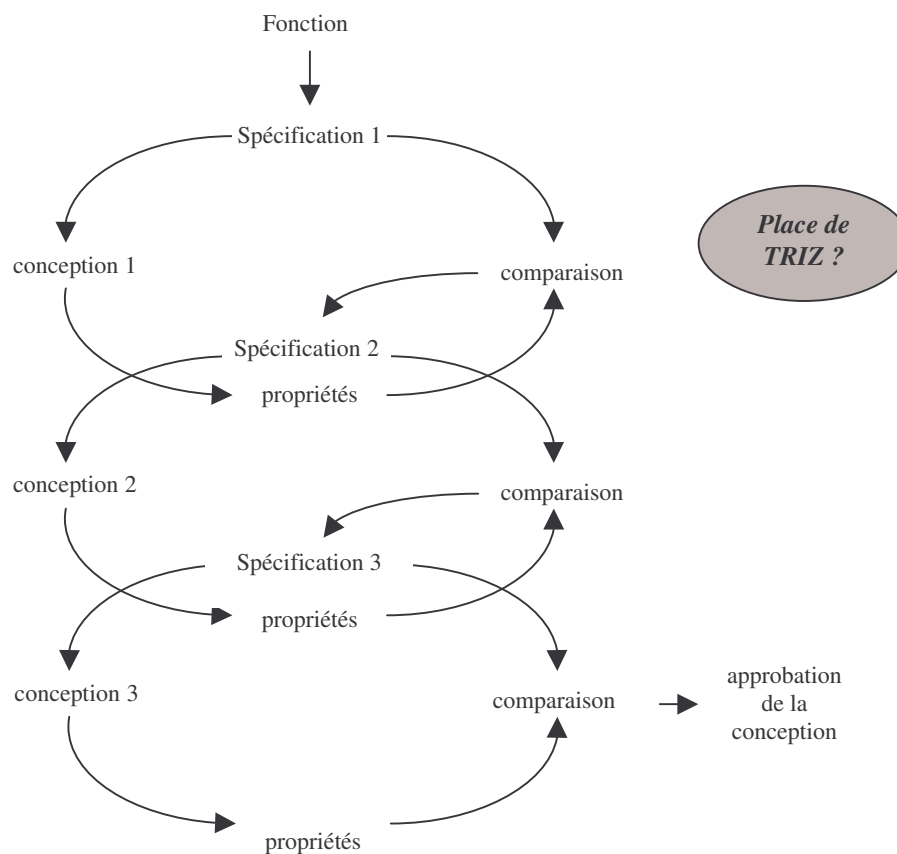 Fonction
Spécification 1
Place de
TRIZ ?
conception 1
comparaison
Spécification 2
propriétés
conception 2
comparaison
Spécification 3
propriétés
conception 3
comparaison
approbation
de la
conception
propriétés